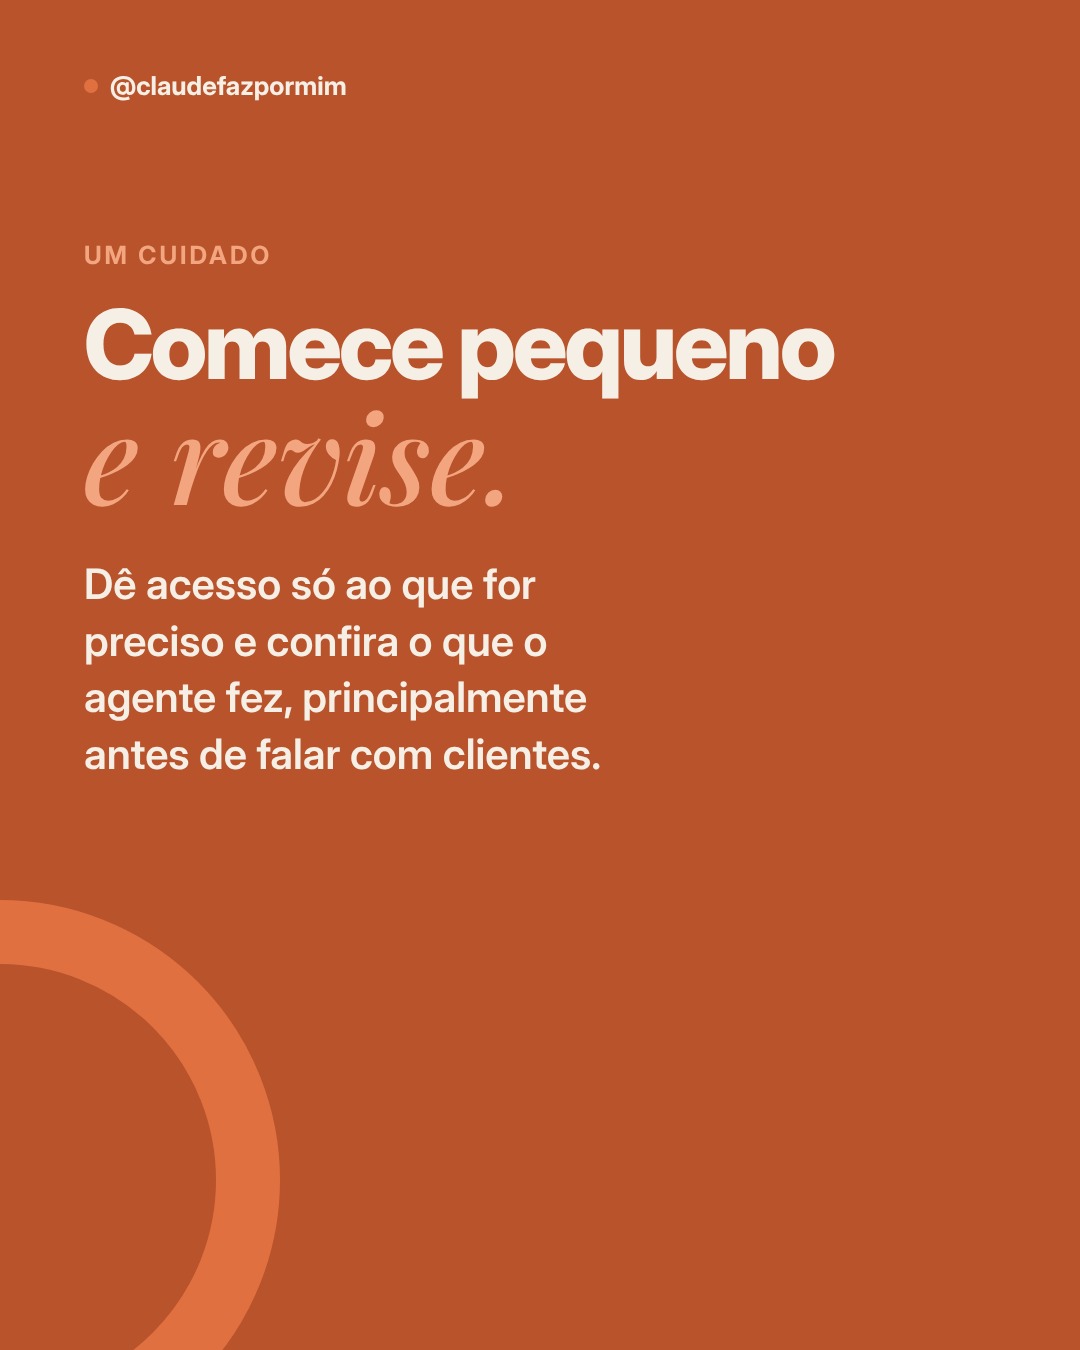 @claudefazpormim
UM CUIDADO
Comece pequeno
e revise.
Dê acesso só ao que for
preciso e confira o que o
agente fez, principalmente
antes de falar com clientes.